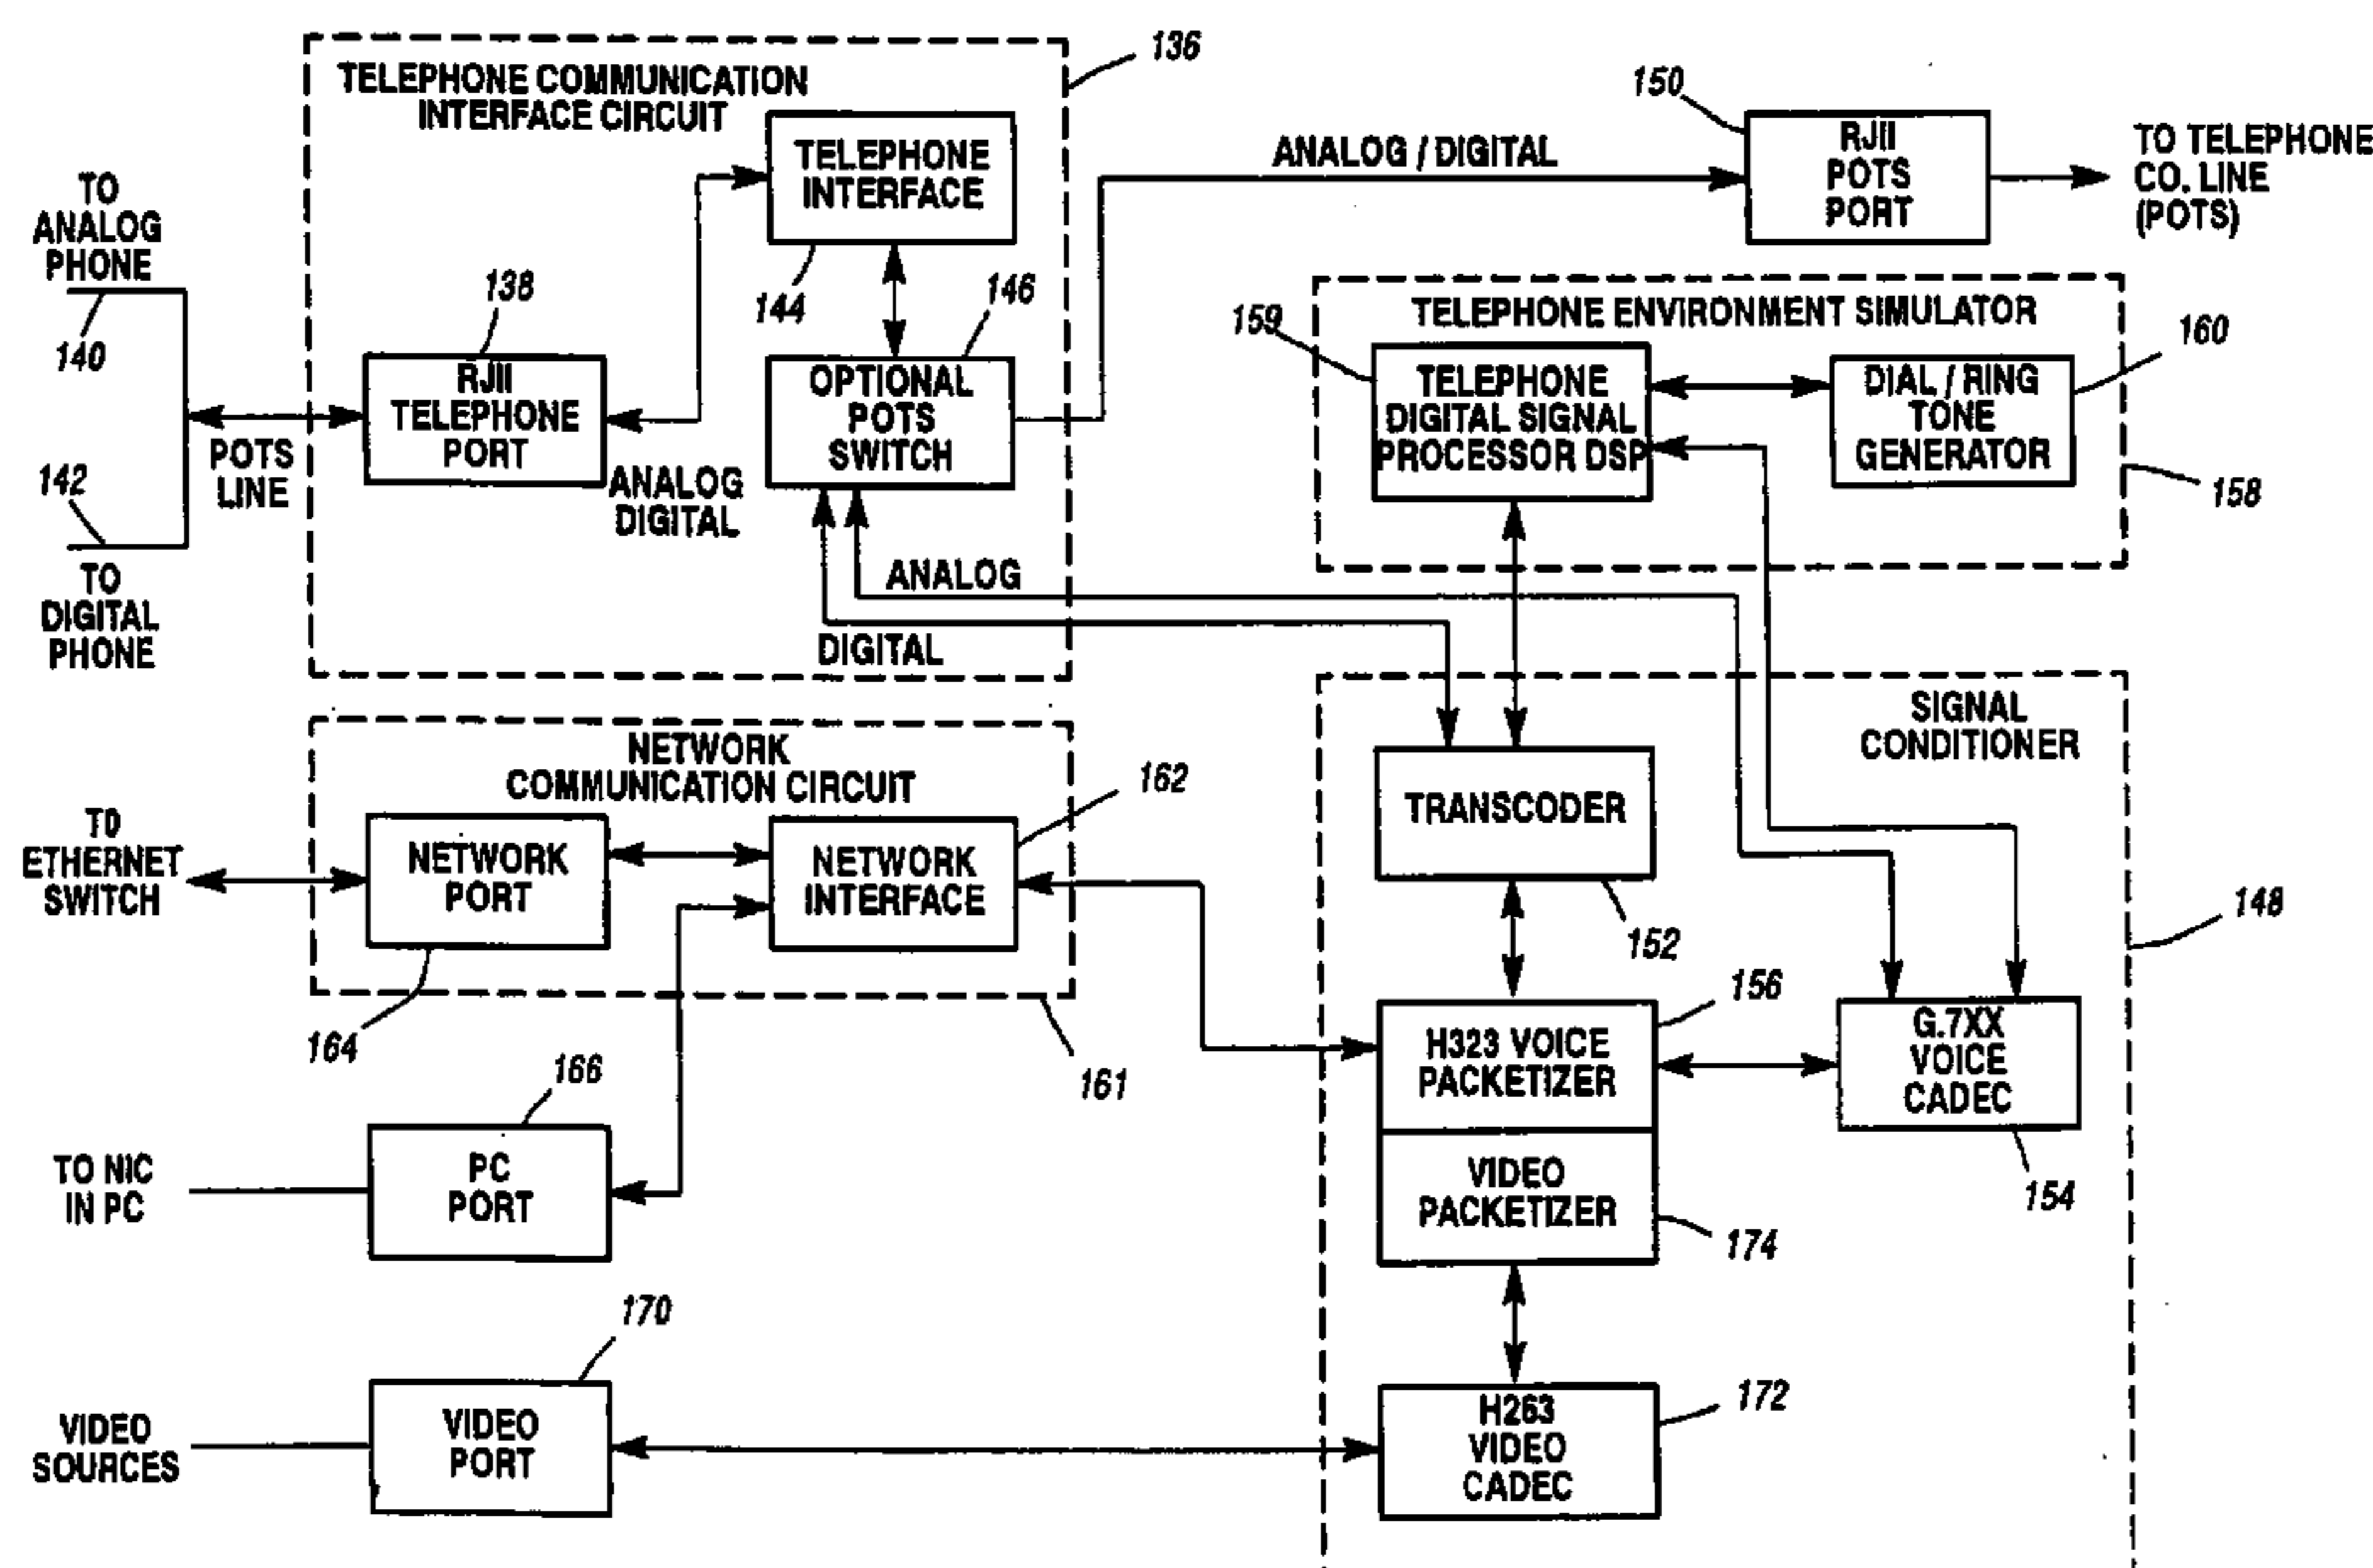 136
TELEPHONE COMMUNICATION
INTERFACE CIRCUIT
TELEPHONE
INTERFACE
144
TO
ANALOG
PHONE
140
138
RJII
TELEPHONE
PORT
146
OPTIONAL
POTS
SWITCH
POTS
LINE
142
TO
DIGITAL
PHONE
ANALOG
DIGITAL
ANALOG
DIGITAL
ANALOG / DIGITAL
150
RJII
POTS
PORT
TO TELEPHONE
CO. LINE
(POTS)
TELEPHONE ENVIRONMENT SIMULATOR
159
TELEPHONE
DIGITAL SIGNAL
PROCESSOR DSP
160
DIAL / RING
TONE
GENERATOR
158
NETWORK
COMMUNICATION CIRCUIT
162
TO
ETHERNET
SWITCH
NETWORK
PORT
NETWORK
INTERFACE
164
161
166
TO NIC
IN PC
PC
PORT
170
VIDEO
SOURCES
VIDEO
PORT
SIGNAL
CONDITIONER
TRANSCODER
152
148
156
H323 VOICE
PACKETIZER
G.7XX
VOICE
CADEC
154
VIDEO
PACKETIZER
174
H263
VIDEO
CADEC
172